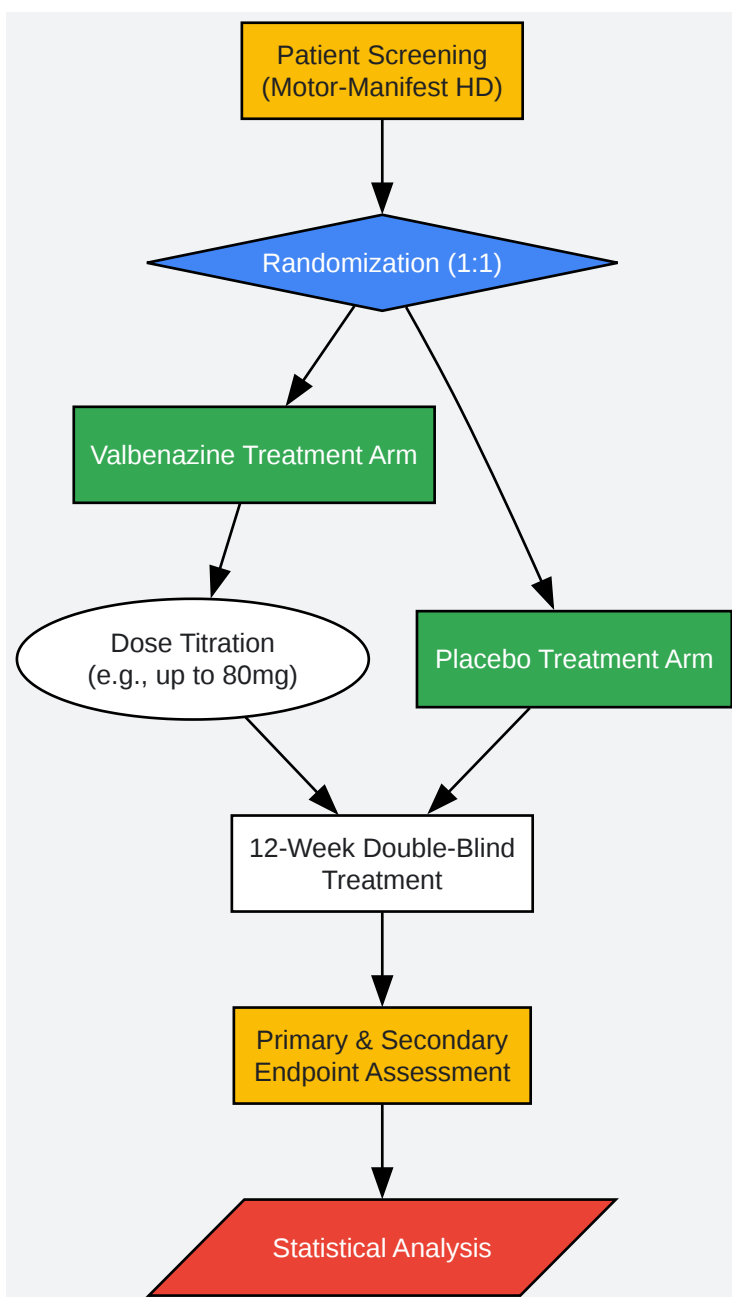 Patient Screening
(Motor-Manifest HD)
Randomization (1:1)
Valbenazine Treatment Arm
Dose Titration
(e.g., up to 80mg)
Placebo Treatment Arm
12-Week Double-Blind
Treatment
Primary & Secondary
Endpoint Assessment
Statistical Analysis